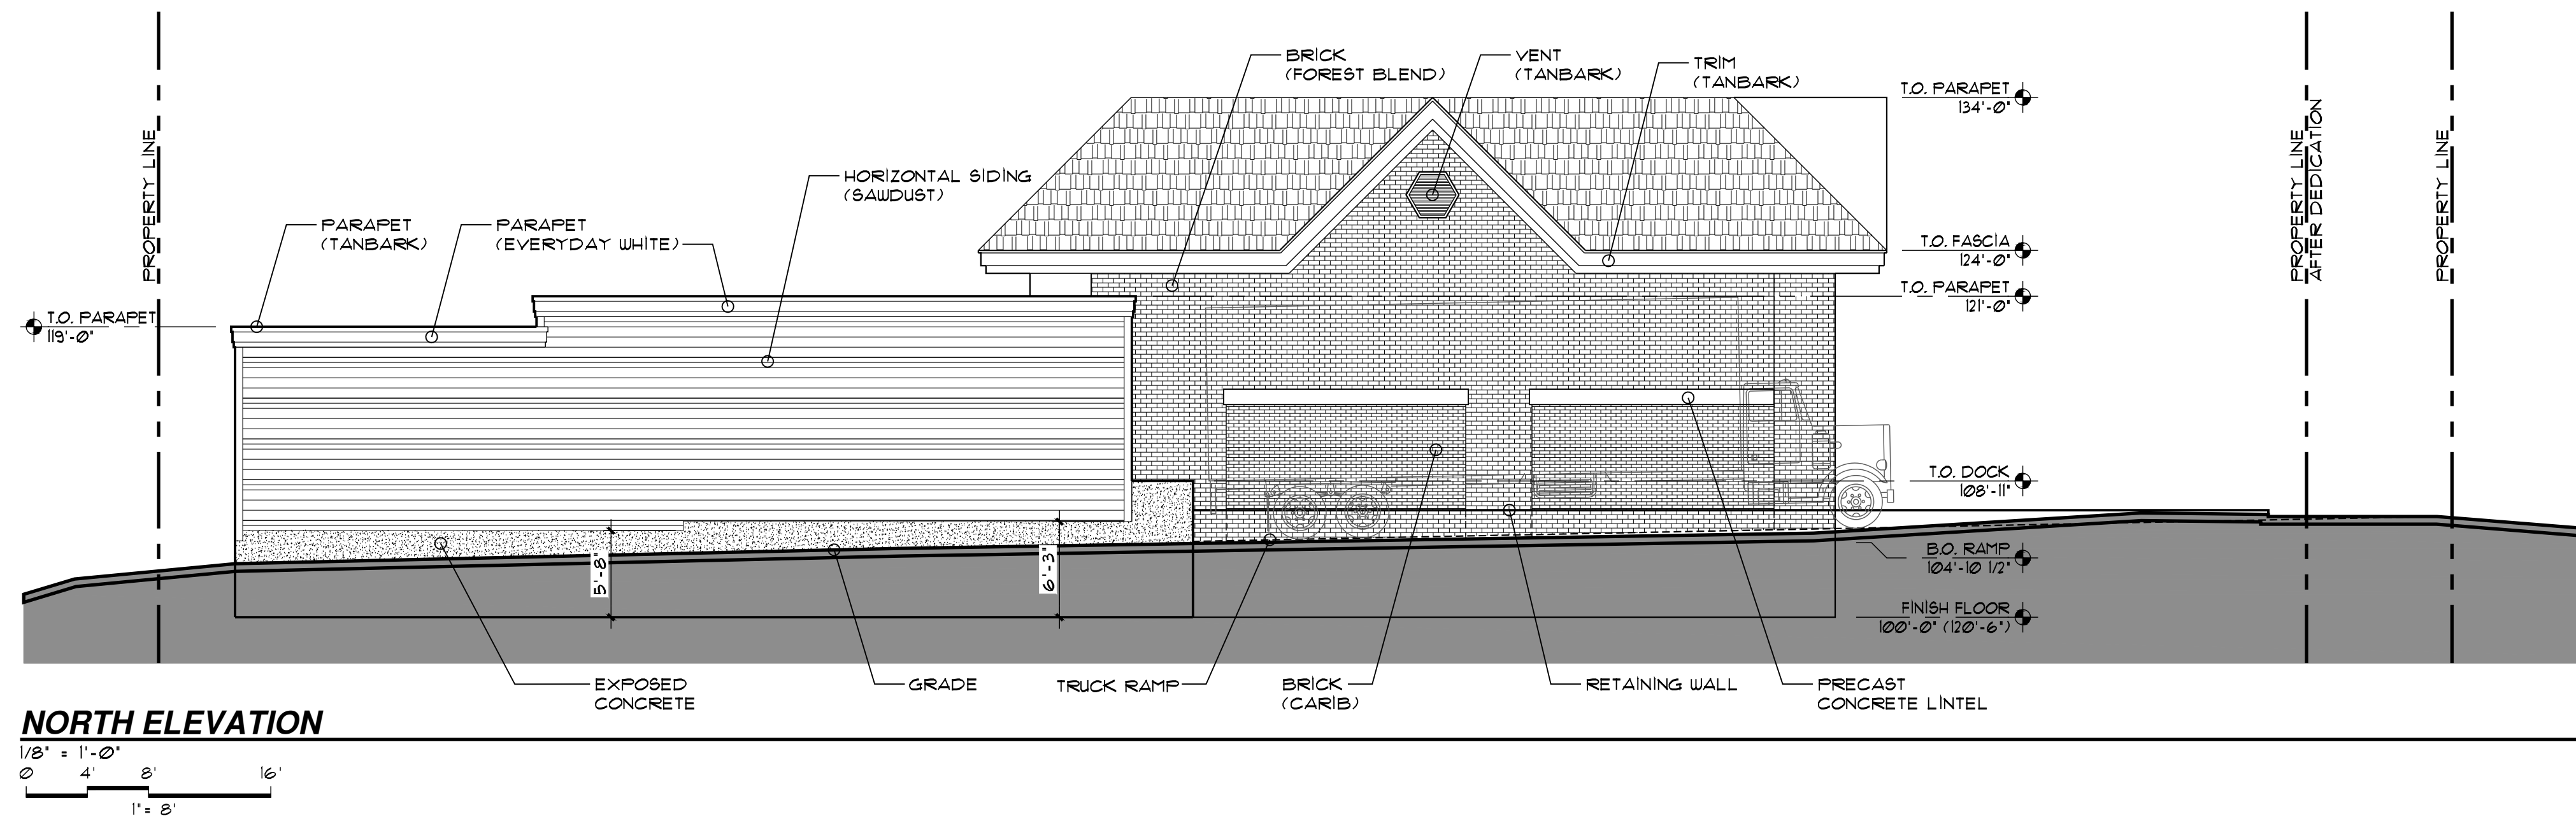 BRICK
(FOREST BLEND)
VENT
(TANBARK)
TRIM
(TANBARK)
T.O. PARAPET
134'-0"
PROPERTY LINE
HORIZONTAL SIDING
(SAWDUST)
PARAPET
(TANBARK)
PARAPET
(EVERYDAY WHITE)
T.O. FASCIA
124'-0"
PROPERTY LINE
AFTER DEDICATION
PROPERTY LINE
T.O. PARAPET
121'-0"
T.O. PARAPET
119'-0"
T.O. DOCK
108'-11"
5'-8"
6'-3"
B.O. RAMP
104'-10 1/2"
FINISH FLOOR
100'-0" (120'-6")
EXPOSED
CONCRETE
GRADE
TRUCK RAMP
BRICK
(CARIB)
RETAINING WALL
PRECAST
CONCRETE LINTEL
NORTH ELEVATION
1/8" = 1'-0"
0 4' 8' 16'
1"= 8'